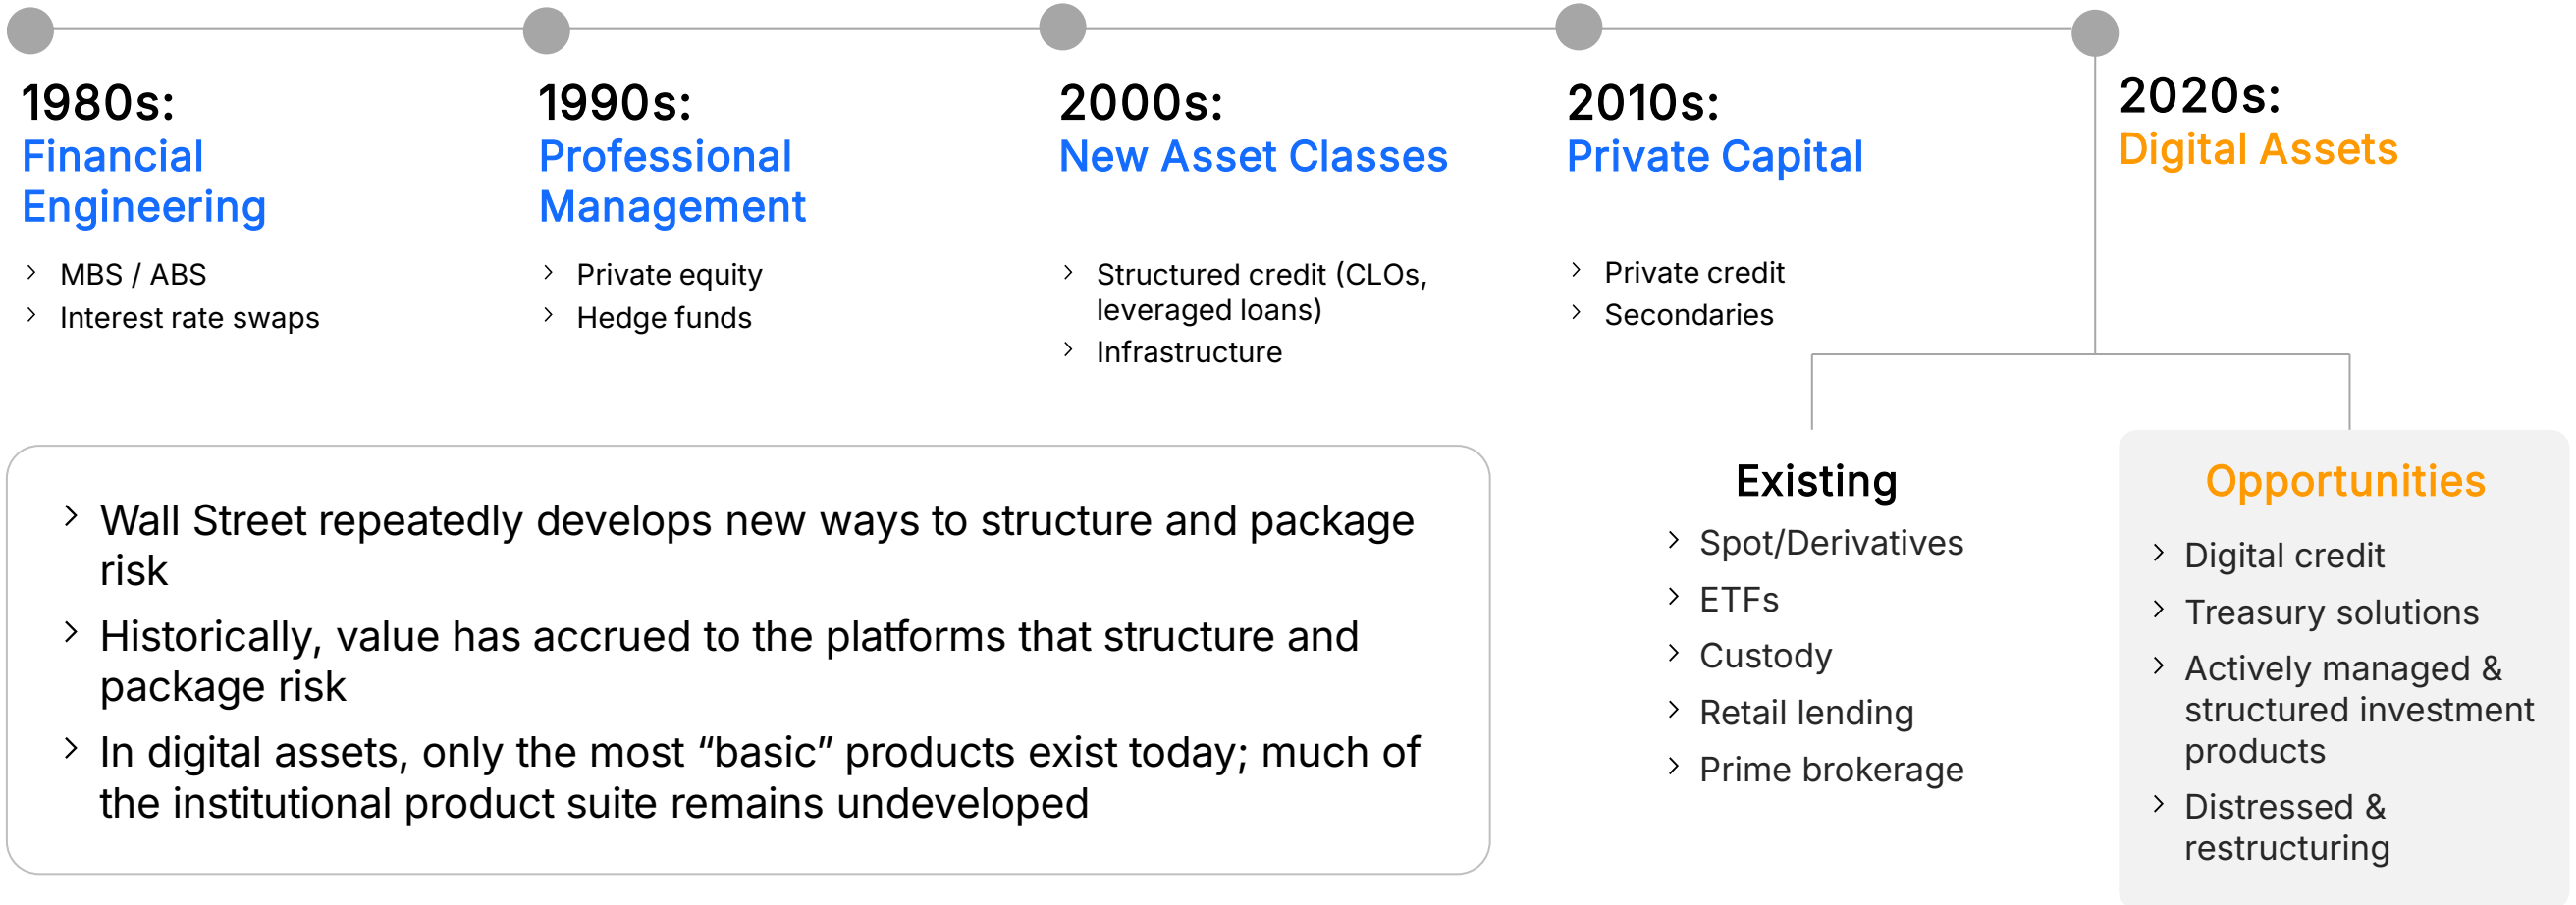 1980s:
Financial
Engineering
› MBS / ABS
› Interest rate swaps
1990s:
Professional
Management
› Private equity
› Hedge funds
2000s:
New Asset Classes
› Structured credit (CLOs,
leveraged loans)
› Infrastructure
2010s:
Private Capital
› Private credit
› Secondaries
2020s:
Digital Assets
› Wall Street repeatedly develops new ways to structure and package
risk
› Historically, value has accrued to the platforms that structure and
package risk
› In digital assets, only the most “basic” products exist today; much of
the institutional product suite remains undeveloped
Existing
› Spot/Derivatives
› ETFs
› Custody
› Retail lending
› Prime brokerage
Opportunities
› Digital credit
› Treasury solutions
› Actively managed &
structured investment
products
› Distressed &
restructuring